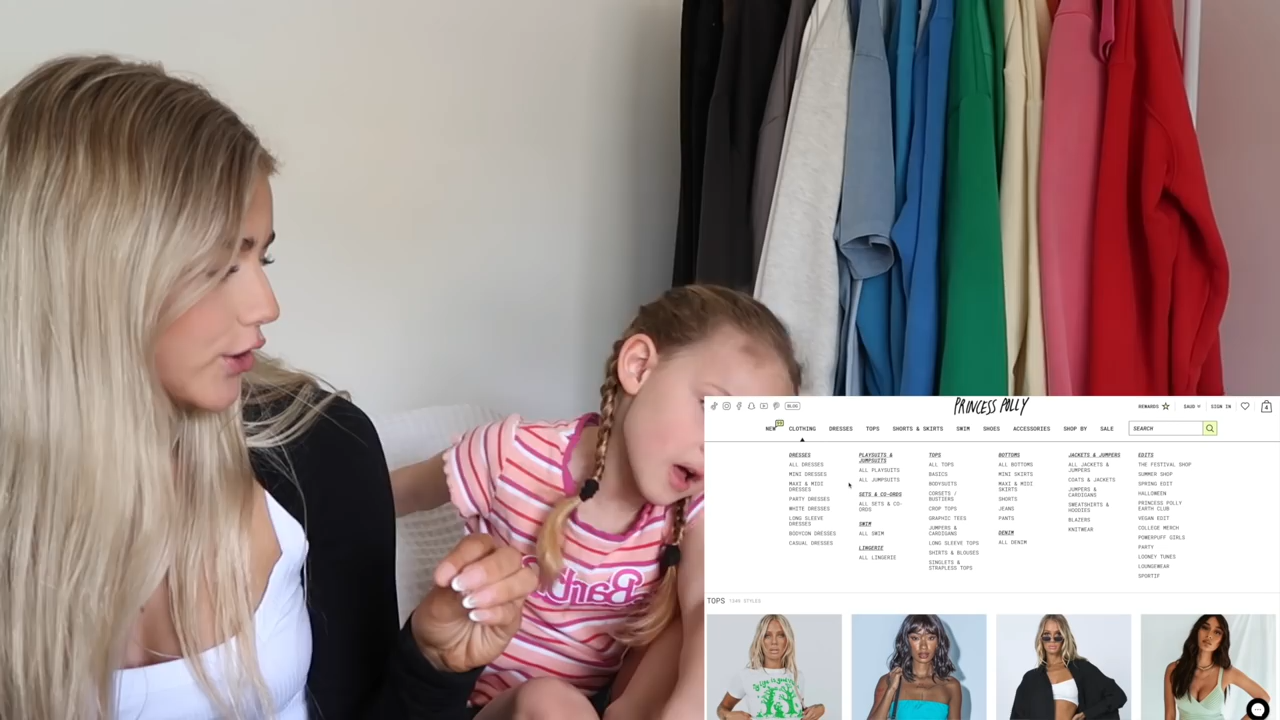 Barbie
BLOG
PRINCESS POLLY
REWARDS
$AUD
SIGN IN
4
NEW
CLOTHING
DRESSES
TOPS
SHORTS & SKIRTS
SWIM
SHOES
ACCESSORIES
SHOP BY
SALE
SEARCH
DRESSES
ALL DRESSES
MINI DRESSES
MAXI & MIDI
DRESSES
PARTY DRESSES
WHITE DRESSES
LONG SLEEVE
DRESSES
BODYCON DRESSES
CASUAL DRESSES
PLAYSUITS &
JUMPSUITS
ALL PLAYSUITS
ALL JUMPSUITS
SETS & CO-ORDS
ALL SETS & CO-
ORDS
SWIM
ALL SWIM
LINGERIE
ALL LINGERIE
TOPS
ALL TOPS
BASICS
BODYSUITS
CORSETS /
BUSTIERS
CROP TOPS
GRAPHIC TEES
JUMPERS &
CARDIGANS
LONG SLEEVE TOPS
SHIRTS & BLOUSES
SINGLETS &
STRAPLESS TOPS
BOTTOMS
ALL BOTTOMS
MINI SKIRTS
MAXI & MIDI
SKIRTS
SHORTS
JEANS
PANTS
DENIM
ALL DENIM
JACKETS & JUMPERS
ALL JACKETS &
JUMPERS
COATS & JACKETS
JUMPERS &
CARDIGANS
SWEATSHIRTS &
HOODIES
BLAZERS
KNITWEAR
EDITS
THE FESTIVAL SHOP
SUMMER SHOP
SPRING EDIT
HALLOWEEN
PRINCESS POLLY
EARTH CLUB
VEGAN EDIT
COLLEGE MERCH
POWERPUFF GIRLS
PARTY
LOONEY TUNES
LOUNGEWEAR
SPORTIF
TOPS